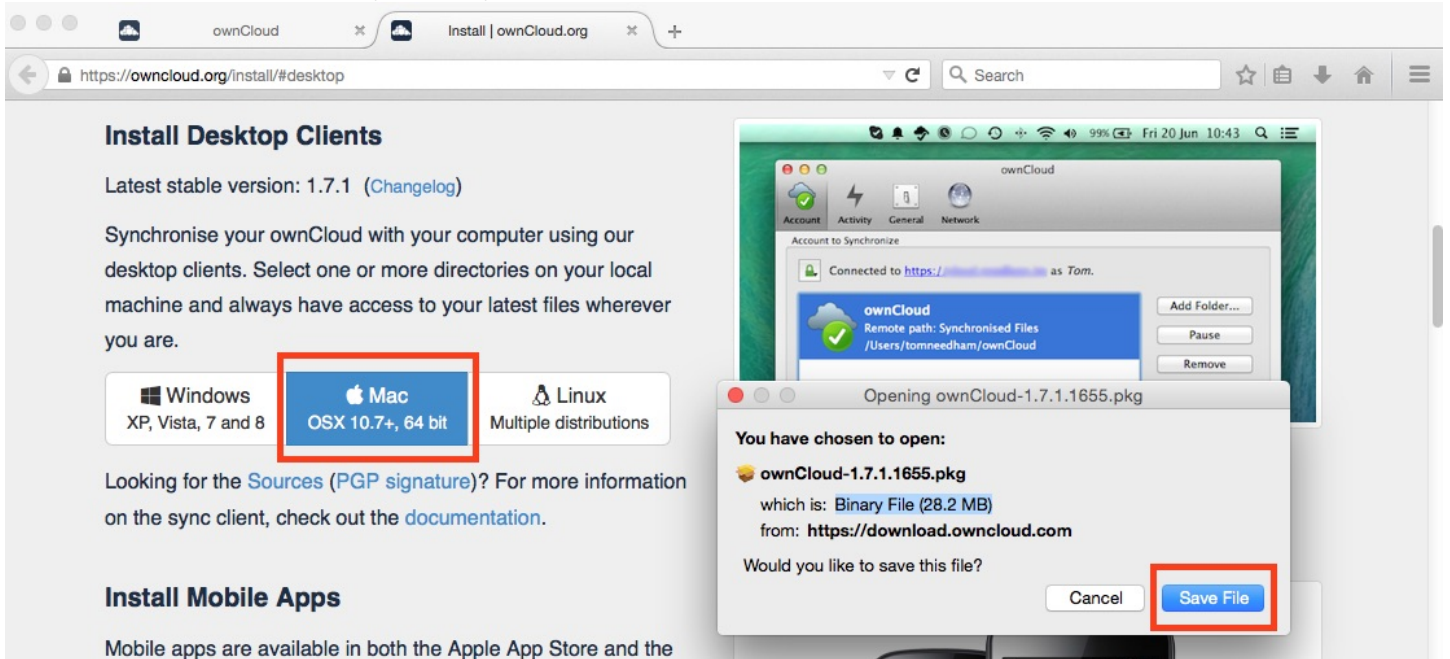 ownCloud
Install | ownCloud.org
https://owncloud.org/install/#desktop
Search
Install Desktop Clients
Latest stable version: 1.7.1 (Changelog)
Synchronise your ownCloud with your computer using our
desktop clients. Select one or more directories on your local
machine and always have access to your latest files wherever
you are.
Windows
XP, Vista, 7 and 8
Mac
OSX 10.7+, 64 bit
Linux
Multiple distributions
Looking for the Sources (PGP signature)? For more information
on the sync client, check out the documentation.
Install Mobile Apps
Mobile apps are available in both the Apple App Store and the
99% Fri 20 Jun 10:43
ownCloud
Account Activity General Network
Account to Synchronize
Connected to https:/ as Tom.
ownCloud
Remote path: Synchronised Files
/Users/tomneedham/ownCloud
Add Folder...
Pause
Remove
Opening ownCloud-1.7.1.1655.pkg
You have chosen to open:
ownCloud-1.7.1.1655.pkg
which is: Binary File (28.2 MB)
from: https://download.owncloud.com
Would you like to save this file?
Cancel
Save File